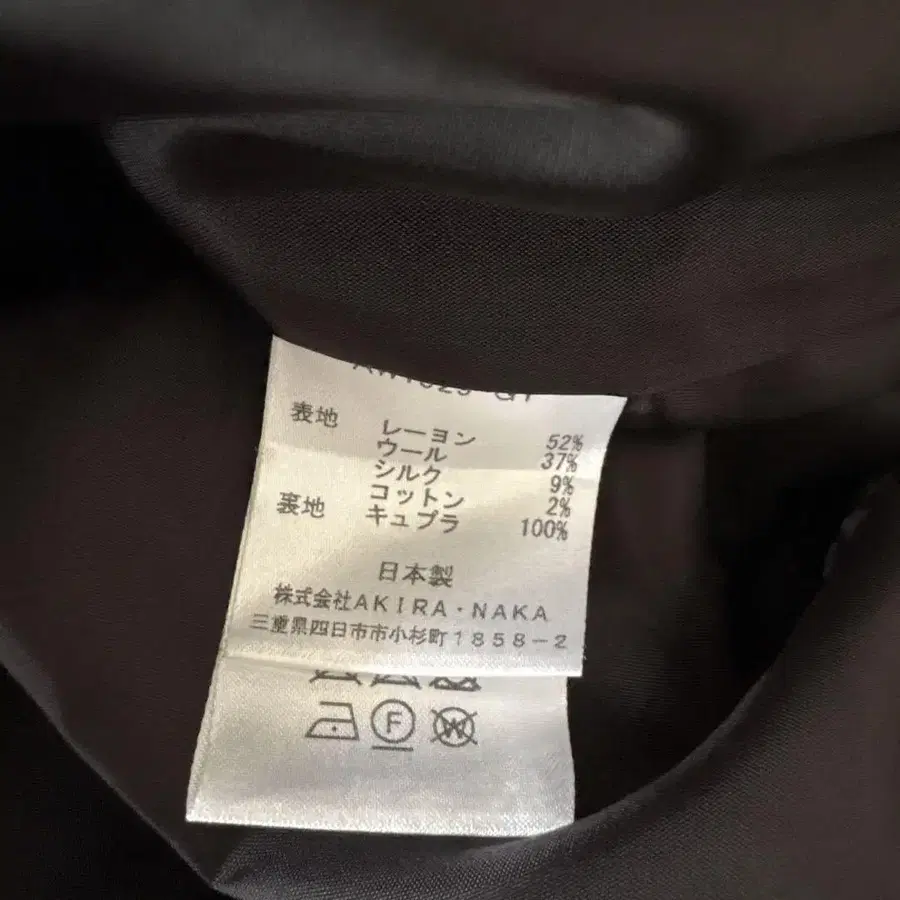 表地 レーヨン 52%
ウール 37%
シルク 9%
コットン 2%
裏地 キュプラ 100%
日本製
株式会社AKIRA・NAKA
三重県四日市市小杉町1858-2
F W